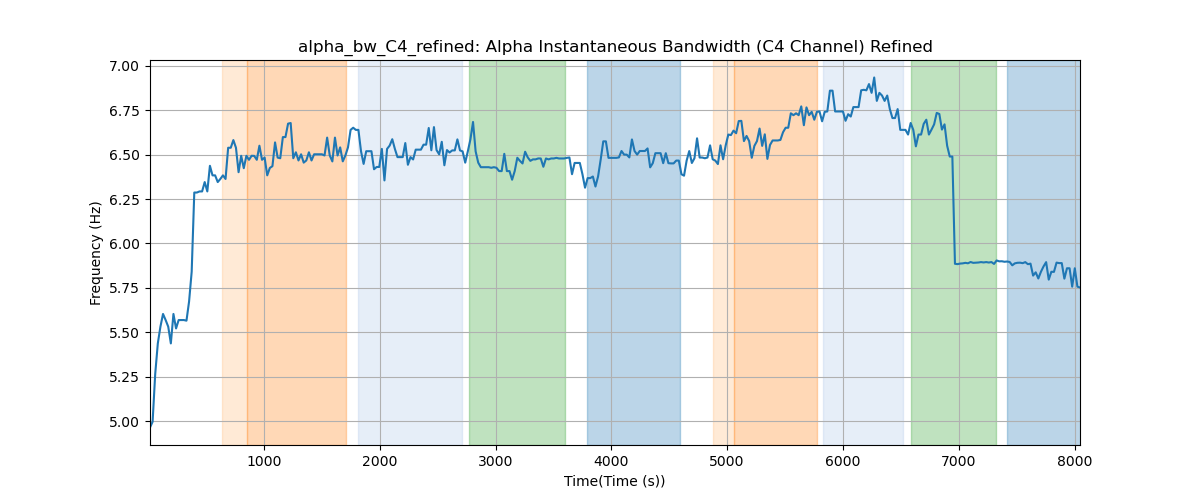 alpha_bw_C4_refined: Alpha Instantaneous Bandwidth (C4 Channel) Refined
7.00
6.75
6.50
6.25
6.00
5.75
5.50
5.25
5.00
Frequency (Hz)
1000 2000 3000 4000 5000 6000 7000 8000
Time(Time (s))